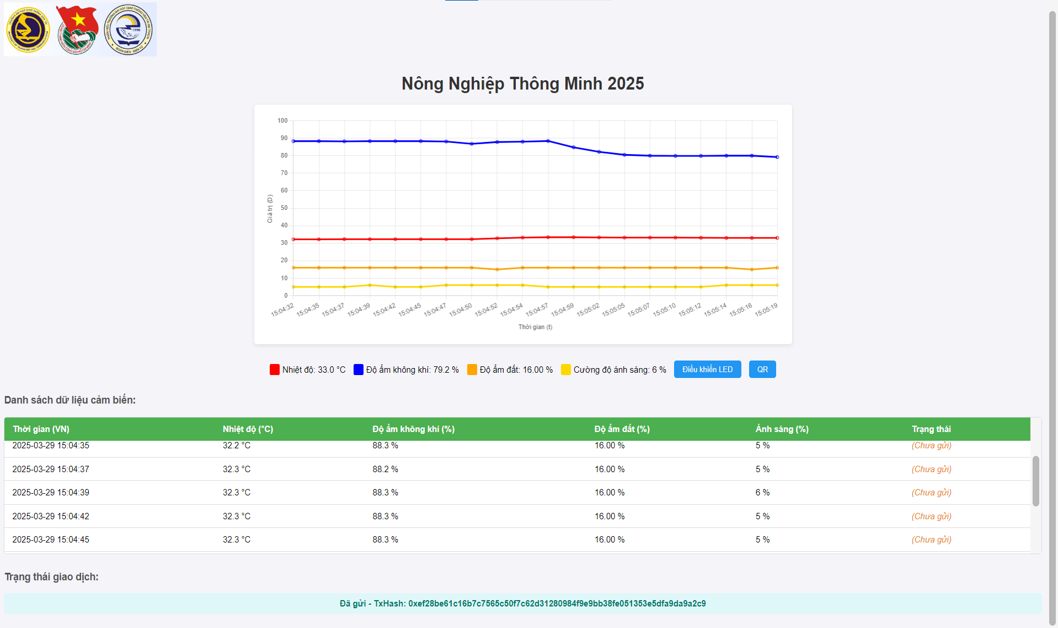 Nông Nghiệp Thông Minh 2025
100
90
80
70
60
50
40
30
20
10
0
Giá trị (D)
15:04:32 15:04:35 15:04:37 15:04:39 15:04:42 15:04:45 15:04:47 15:04:50 15:04:52 15:04:54 15:04:57 15:04:59 15:05:02 15:05:05 15:05:07 15:05:10 15:05:12 15:05:14 15:05:16 15:05:19
Thời gian (t)
Nhiệt độ: 33.0 °C Độ ẩm không khí: 79.2 % Độ ẩm đất: 16.00 % Cường độ ánh sáng: 6 % Điều khiển LED QR
Danh sách dữ liệu cảm biến:
Thời gian (VN) Nhiệt độ (°C) Độ ẩm không khí (%) Độ ẩm đất (%) Ánh sáng (%) Trạng thái
2025-03-29 15:04:35 32.2 °C 88.3 % 16.00 % 5 % (Chưa gửi)
2025-03-29 15:04:37 32.3 °C 88.2 % 16.00 % 5 % (Chưa gửi)
2025-03-29 15:04:39 32.3 °C 88.3 % 16.00 % 6 % (Chưa gửi)
2025-03-29 15:04:42 32.3 °C 88.3 % 16.00 % 5 % (Chưa gửi)
2025-03-29 15:04:45 32.3 °C 88.3 % 16.00 % 5 % (Chưa gửi)
Trạng thái giao dịch:
Đã gửi - TxHash: 0xef28be61c16b7c7565c50f7c62d31280984f9e9bb38fe051353e5dfa9da9a2c9